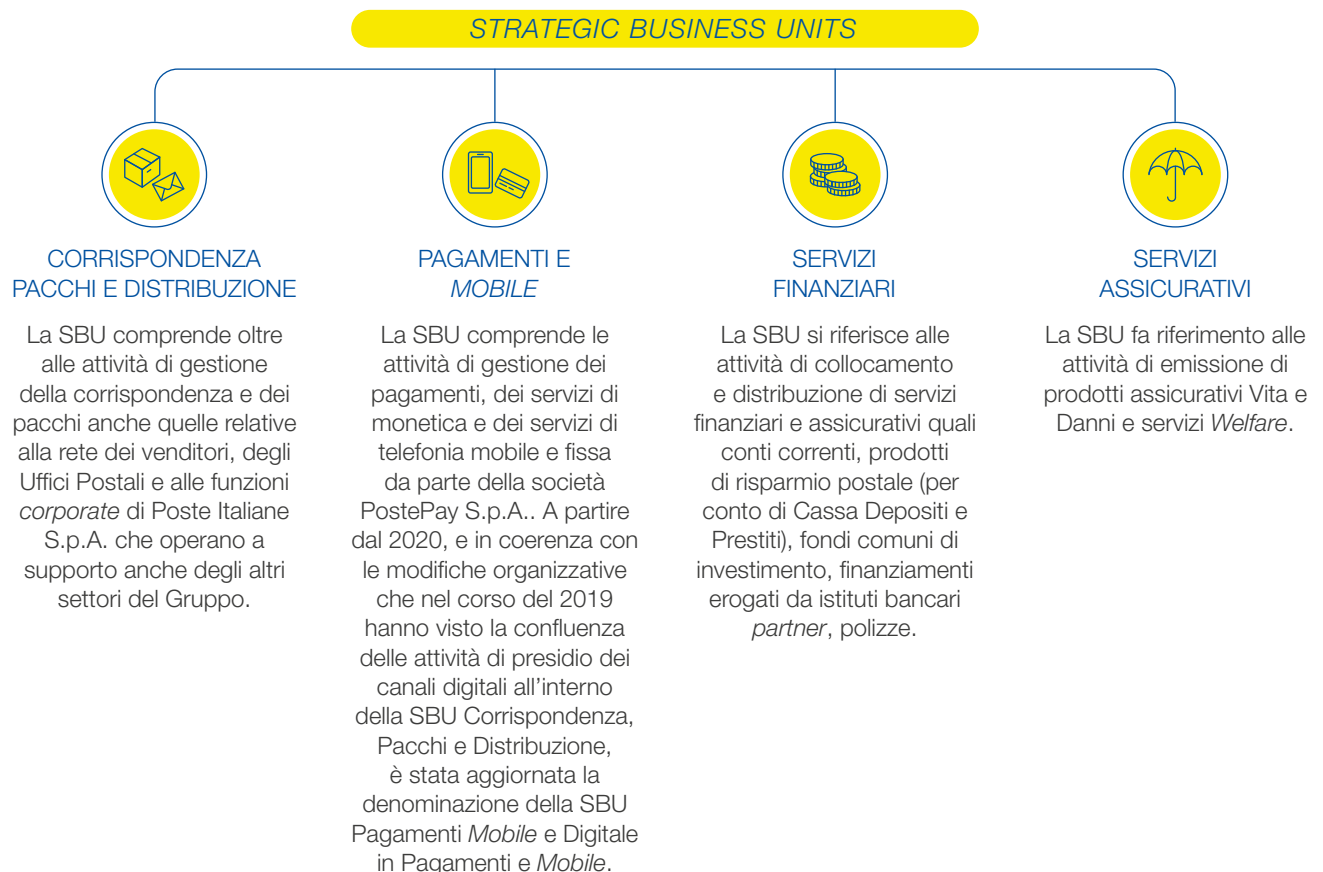 STRATEGIC BUSINESS UNITS
CORRISPONDENZA
PACCHI E DISTRIBUZIONE
La SBU comprende oltre
alle attività di gestione
della corrispondenza e dei
pacchi anche quelle relative
alla rete dei venditori, degli
Uffici Postali e alle funzioni
corporate di Poste Italiane
S.p.A. che operano a
supporto anche degli altri
settori del Gruppo.
PAGAMENTI E
MOBILE
La SBU comprende le
attività di gestione dei
pagamenti, dei servizi di
monetica e dei servizi di
telefonia mobile e fissa
da parte della società
PostePay S.p.A.. A partire
dal 2020, e in coerenza con
le modifiche organizzative
che nel corso del 2019
hanno visto la confluenza
delle attività di presidio dei
canali digitali all’interno
della SBU Corrispondenza,
Pacchi e Distribuzione,
è stata aggiornata la
denominazione della SBU
Pagamenti Mobile e Digitale
in Pagamenti e Mobile.
SERVIZI
FINANZIARI
La SBU si riferisce alle
attività di collocamento
e distribuzione di servizi
finanziari e assicurativi quali
conti correnti, prodotti
di risparmio postale (per
conto di Cassa Depositi e
Prestiti), fondi comuni di
investimento, finanziamenti
erogati da istituti bancari
partner, polizze.
SERVIZI
ASSICURATIVI
La SBU fa riferimento alle
attività di emissione di
prodotti assicurativi Vita e
Danni e servizi Welfare.